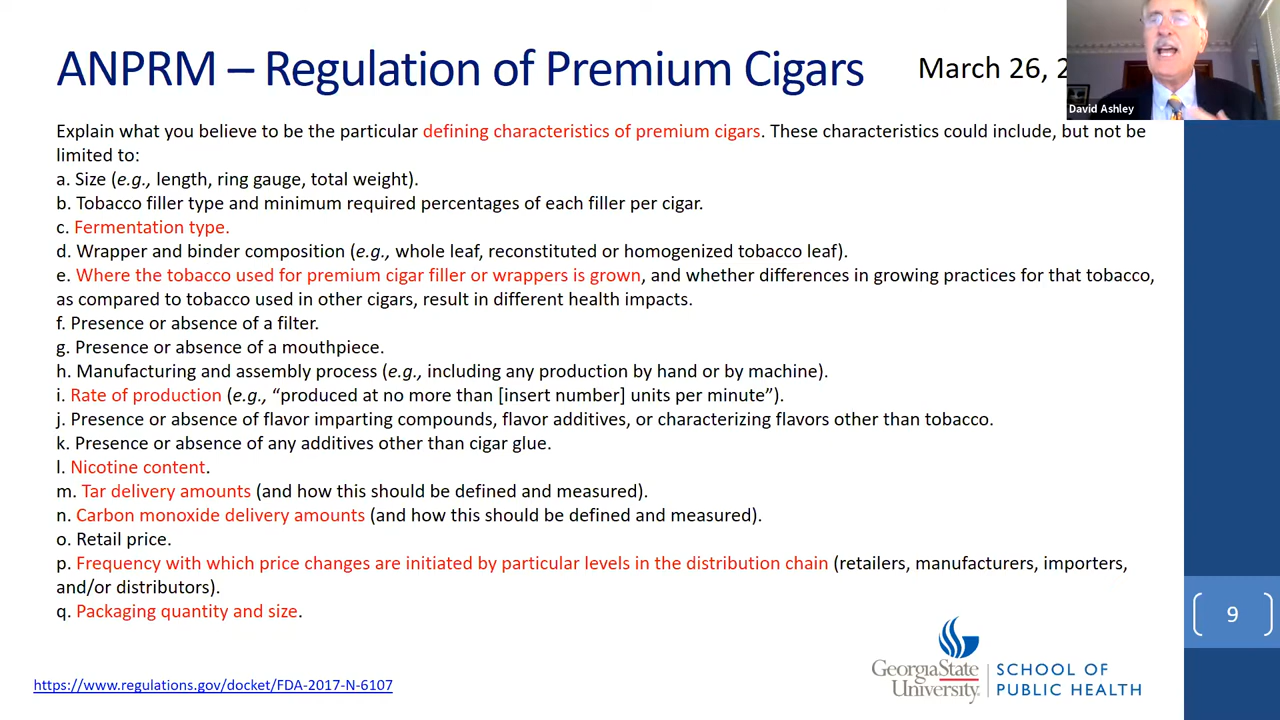 ANPRM – Regulation of Premium Cigars
March 26, 2
David Ashley
Explain what you believe to be the particular defining characteristics of premium cigars. These characteristics could include, but not be
limited to:
a. Size (e.g., length, ring gauge, total weight).
b. Tobacco filler type and minimum required percentages of each filler per cigar.
c. Fermentation type.
d. Wrapper and binder composition (e.g., whole leaf, reconstituted or homogenized tobacco leaf).
e. Where the tobacco used for premium cigar filler or wrappers is grown, and whether differences in growing practices for that tobacco,
as compared to tobacco used in other cigars, result in different health impacts.
f. Presence or absence of a filter.
g. Presence or absence of a mouthpiece.
h. Manufacturing and assembly process (e.g., including any production by hand or by machine).
i. Rate of production (e.g., “produced at no more than [insert number] units per minute”).
j. Presence or absence of flavor imparting compounds, flavor additives, or characterizing flavors other than tobacco.
k. Presence or absence of any additives other than cigar glue.
l. Nicotine content.
m. Tar delivery amounts (and how this should be defined and measured).
n. Carbon monoxide delivery amounts (and how this should be defined and measured).
o. Retail price.
p. Frequency with which price changes are initiated by particular levels in the distribution chain (retailers, manufacturers, importers,
and/or distributors).
q. Packaging quantity and size.
9
https://www.regulations.gov/docket/FDA-2017-N-6107
GeorgiaState
University.
SCHOOL OF
PUBLIC HEALTH